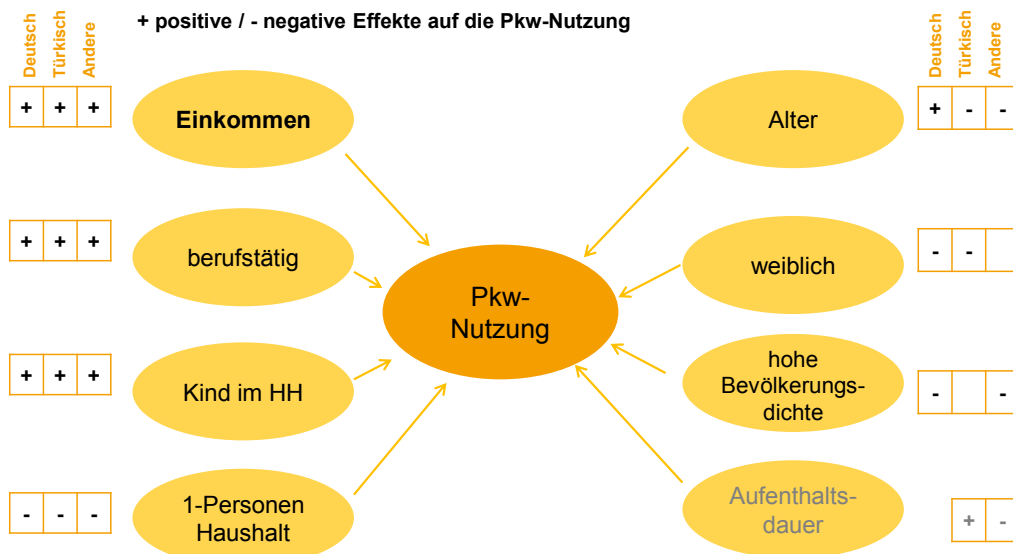 + positive / - negative Effekte auf die Pkw-Nutzung
Deutsch
Türkisch
Andere
+ + +
Einkommen
+ + +
berufstätig
+ + +
Kind im HH
- - -
1-Personen
Haushalt
Pkw-
Nutzung
Deutsch
Türkisch
Andere
Alter
+ - -
weiblich
- -
hohe
Bevölkerungs-
dichte
- -
Aufenthalts-
dauer
+ -